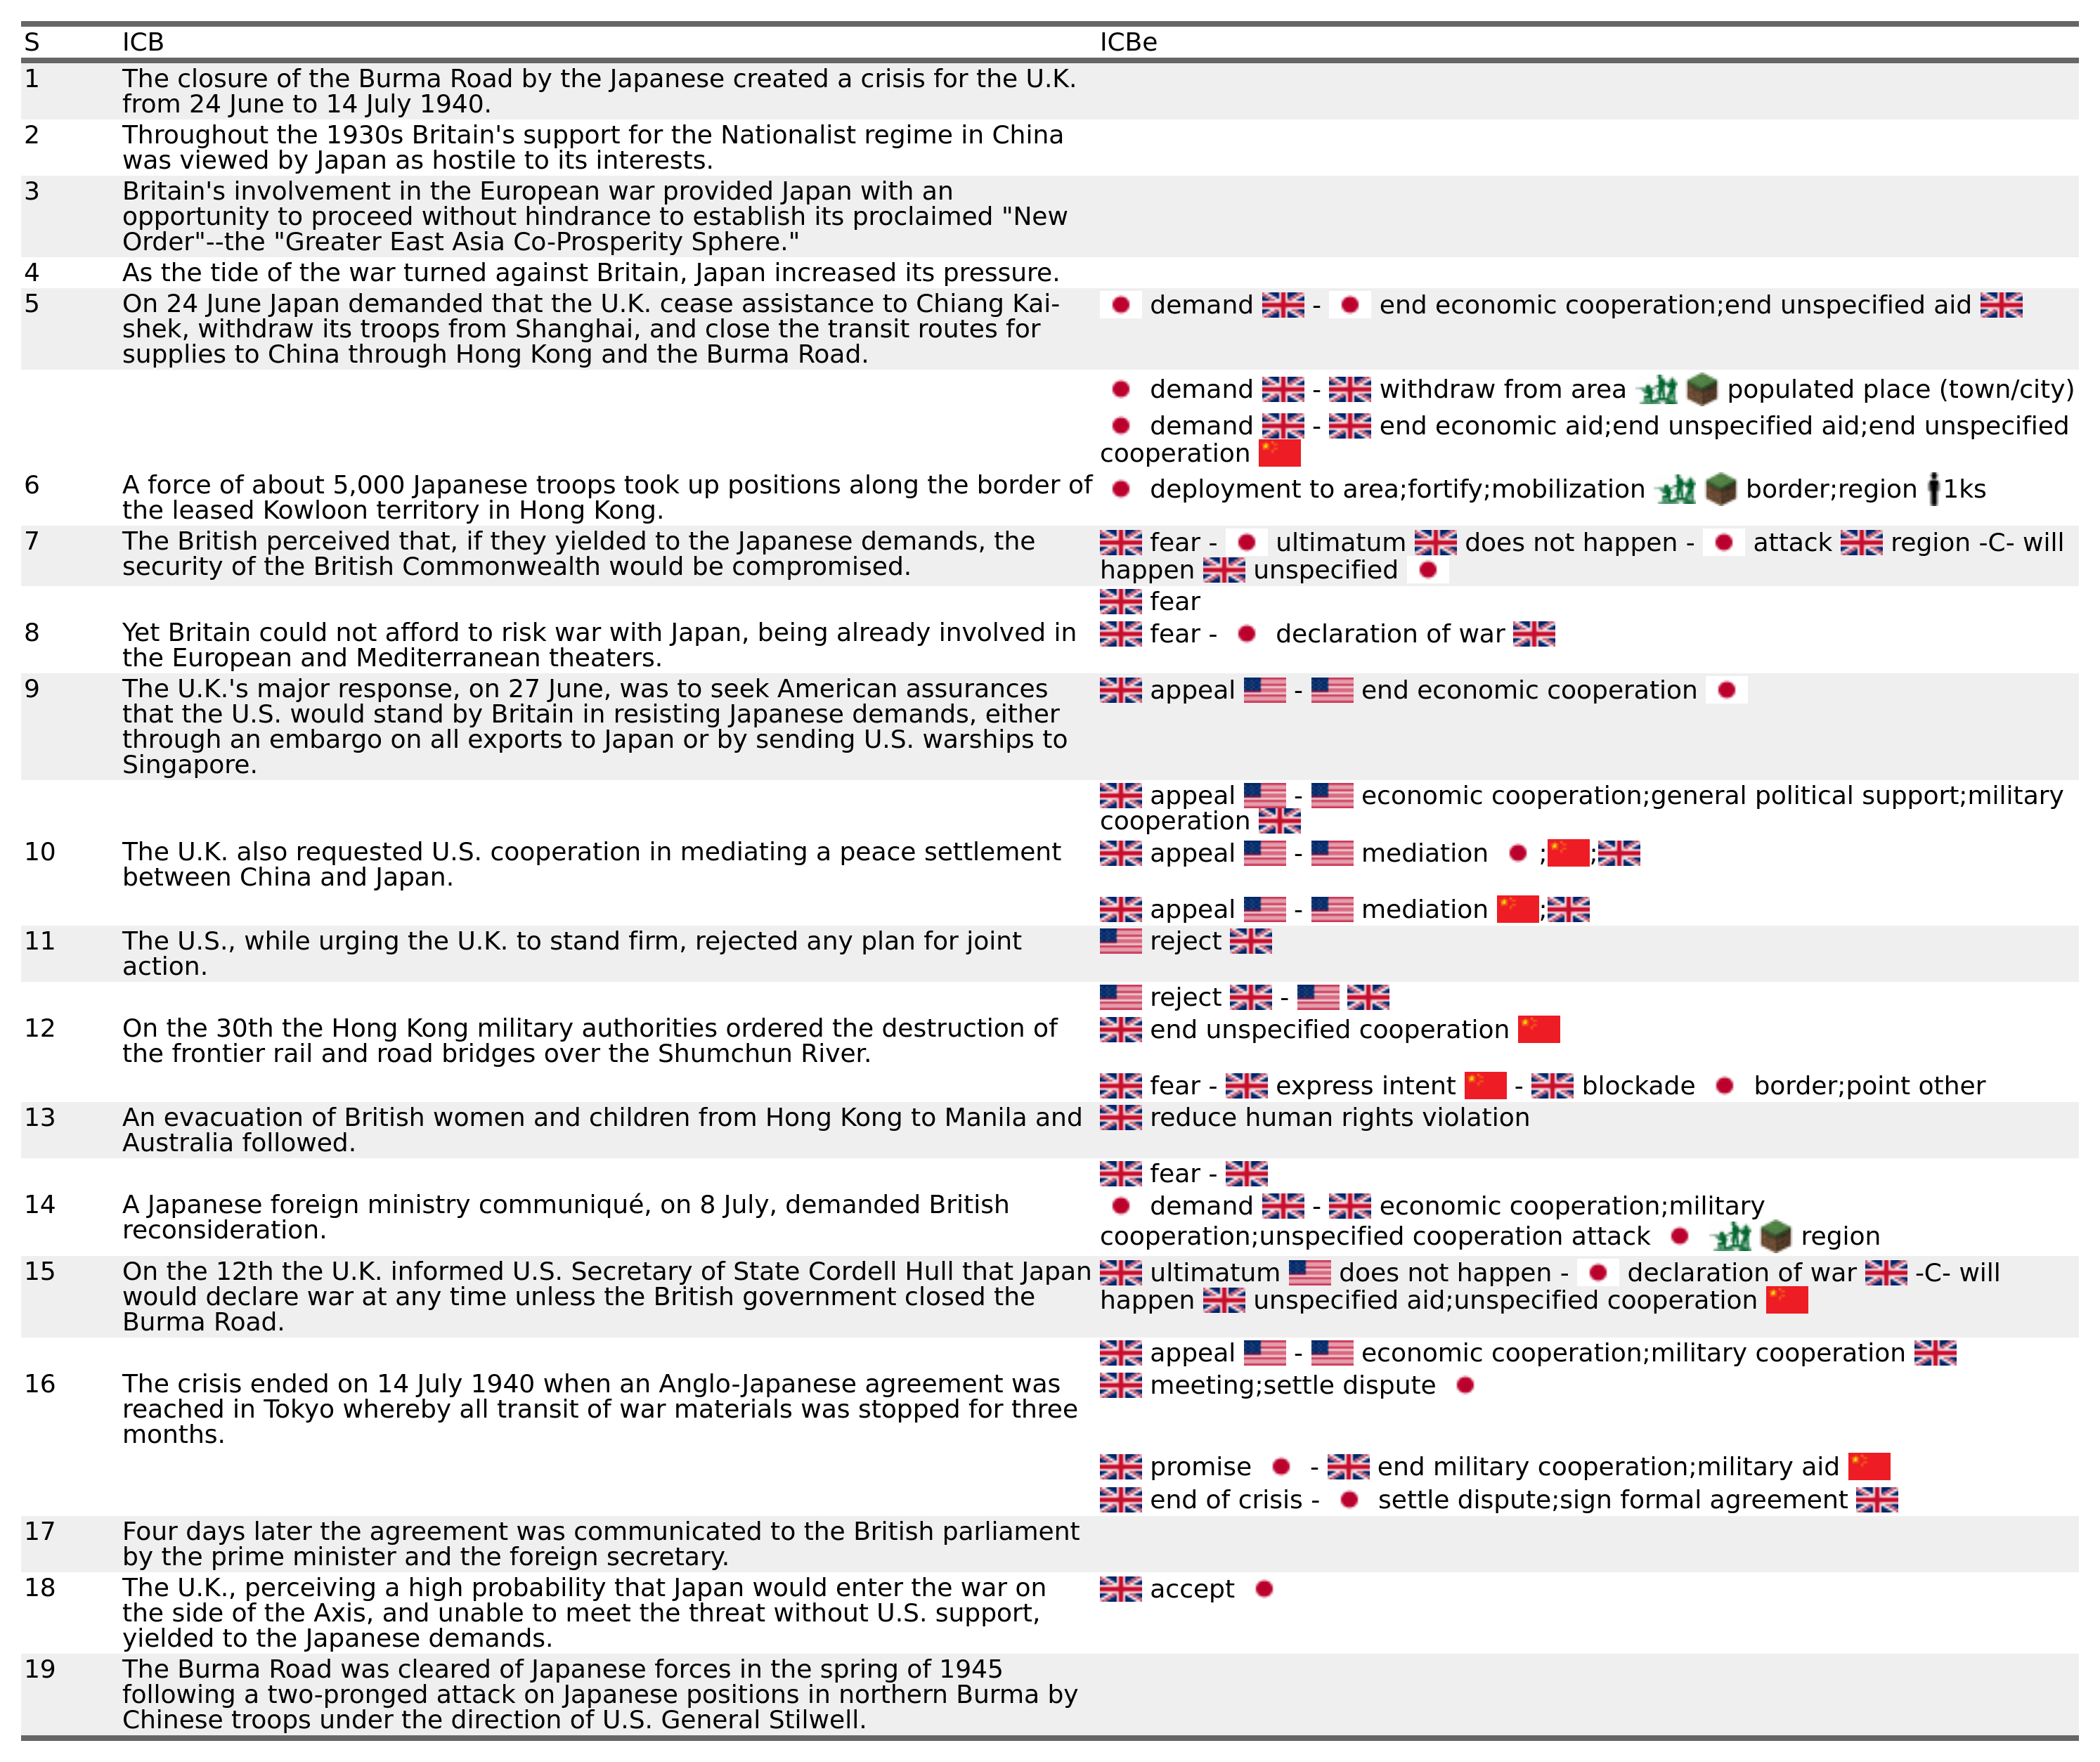 S ICB ICBe
1 The closure of the Burma Road by the Japanese created a crisis for the U.K.
from 24 June to 14 July 1940.
2 Throughout the 1930s Britain's support for the Nationalist regime in China
was viewed by Japan as hostile to its interests.
3 Britain's involvement in the European war provided Japan with an
opportunity to proceed without hindrance to establish its proclaimed "New
Order"--the "Greater East Asia Co-Prosperity Sphere."
4 As the tide of the war turned against Britain, Japan increased its pressure.
5 On 24 June Japan demanded that the U.K. cease assistance to Chiang Kai-
shek, withdraw its troops from Shanghai, and close the transit routes for
supplies to China through Hong Kong and the Burma Road.
demand - end economic cooperation;end unspecified aid
demand - withdraw from area populated place (town/city)
demand - end economic aid;end unspecified aid;end unspecified
cooperation
6 A force of about 5,000 Japanese troops took up positions along the border of
the leased Kowloon territory in Hong Kong.
deployment to area;fortify;mobilization border;region 1ks
7 The British perceived that, if they yielded to the Japanese demands, the
security of the British Commonwealth would be compromised.
fear - ultimatum does not happen - attack region -C- will
happen unspecified
fear
8 Yet Britain could not afford to risk war with Japan, being already involved in
the European and Mediterranean theaters.
fear - declaration of war
9 The U.K.'s major response, on 27 June, was to seek American assurances
that the U.S. would stand by Britain in resisting Japanese demands, either
through an embargo on all exports to Japan or by sending U.S. warships to
Singapore.
appeal - end economic cooperation
appeal - economic cooperation;general political support;military
cooperation
10 The U.K. also requested U.S. cooperation in mediating a peace settlement
between China and Japan.
appeal - mediation ; ;
appeal - mediation ;
11 The U.S., while urging the U.K. to stand firm, rejected any plan for joint
action.
reject
reject -
12 On the 30th the Hong Kong military authorities ordered the destruction of
the frontier rail and road bridges over the Shumchun River.
end unspecified cooperation
fear - express intent - blockade border;point other
13 An evacuation of British women and children from Hong Kong to Manila and
Australia followed.
reduce human rights violation
fear -
14 A Japanese foreign ministry communiqué, on 8 July, demanded British
reconsideration.
demand - economic cooperation;military
cooperation;unspecified cooperation attack region
15 On the 12th the U.K. informed U.S. Secretary of State Cordell Hull that Japan
would declare war at any time unless the British government closed the
Burma Road.
ultimatum does not happen - declaration of war -C- will
happen unspecified aid;unspecified cooperation
appeal - economic cooperation;military cooperation
16 The crisis ended on 14 July 1940 when an Anglo-Japanese agreement was
reached in Tokyo whereby all transit of war materials was stopped for three
months.
meeting;settle dispute
promise - end military cooperation;military aid
end of crisis - settle dispute;sign formal agreement
17 Four days later the agreement was communicated to the British parliament
by the prime minister and the foreign secretary.
18 The U.K., perceiving a high probability that Japan would enter the war on
the side of the Axis, and unable to meet the threat without U.S. support,
yielded to the Japanese demands.
accept
19 The Burma Road was cleared of Japanese forces in the spring of 1945
following a two-pronged attack on Japanese positions in northern Burma by
Chinese troops under the direction of U.S. General Stilwell.